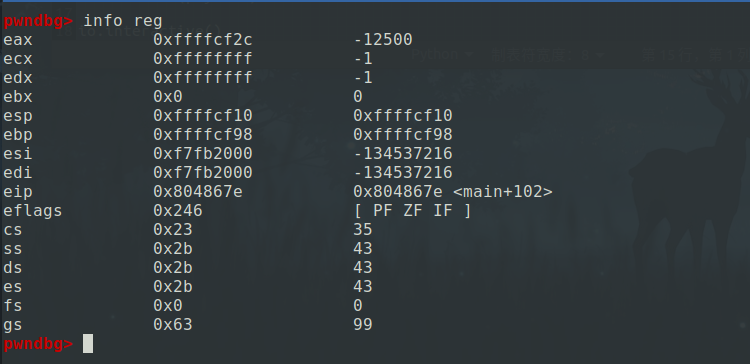 pwndbg> info reg
eax            0xffffcf2c          -12500
ecx            0xffffffff          -1
edx            0xffffffff          -1
ebx            0x0                 0
esp            0xffffcf10          0xffffcf10
ebp            0xffffcf98          0xffffcf98
esi            0xf7fb2000          -134537216
edi            0xf7fb2000          -134537216
eip            0x804867e           0x804867e <main+102>
eflags         0x246               [ PF ZF IF ]
cs             0x23                35
ss             0x2b                43
ds             0x2b                43
es             0x2b                43
fs             0x0                 0
gs             0x63                99
pwndbg>